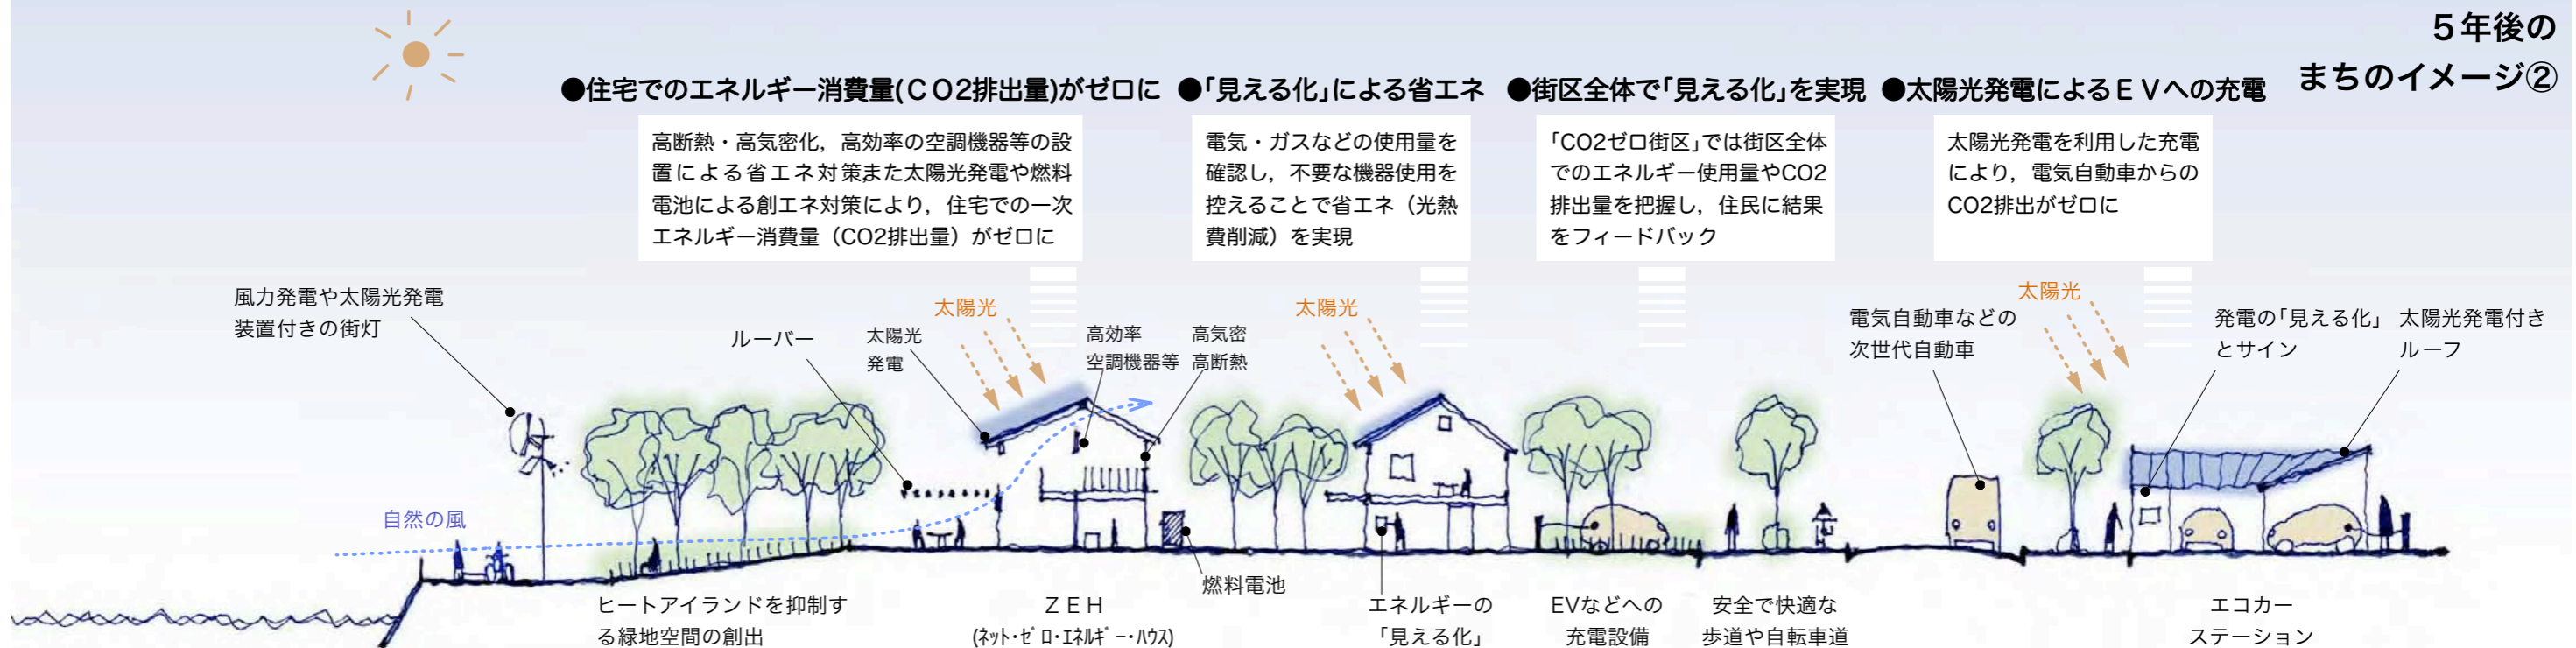 5年後の
まちのイメージ②
●住宅でのエネルギー消費量(CO2排出量)がゼロに
高断熱・高気密化，高効率の空調機器等の設
置による省エネ対策また太陽光発電や燃料
電池による創エネ対策により，住宅での一次
エネルギー消費量（CO2排出量）がゼロに
●「見える化」による省エネ
電気・ガスなどの使用量を
確認し，不要な機器使用を
控えることで省エネ（光熱
費削減）を実現
●街区全体で「見える化」を実現
「CO2ゼロ街区」では街区全体
でのエネルギー使用量やCO2
排出量を把握し，住民に結果
をフィードバック
●太陽光発電によるEVへの充電
太陽光発電を利用した充電
により，電気自動車からの
CO2排出がゼロに
風力発電や太陽光発電
装置付きの街灯
ルーバー
太陽光
発電
太陽光
高効率
空調機器等
高気密
高断熱
太陽光
電気自動車などの
次世代自動車
太陽光
発電の「見える化」
とサイン
太陽光発電付き
ルーフ
自然の風
ヒートアイランドを抑制す
る緑地空間の創出
ZEH
(ﾈｯﾄ･ｾﾞﾛ･ｴﾈﾙｷﾞｰ･ﾊｳｽ)
燃料電池
エネルギーの
「見える化」
EVなどへの
充電設備
安全で快適な
歩道や自転車道
エコカー
ステーション